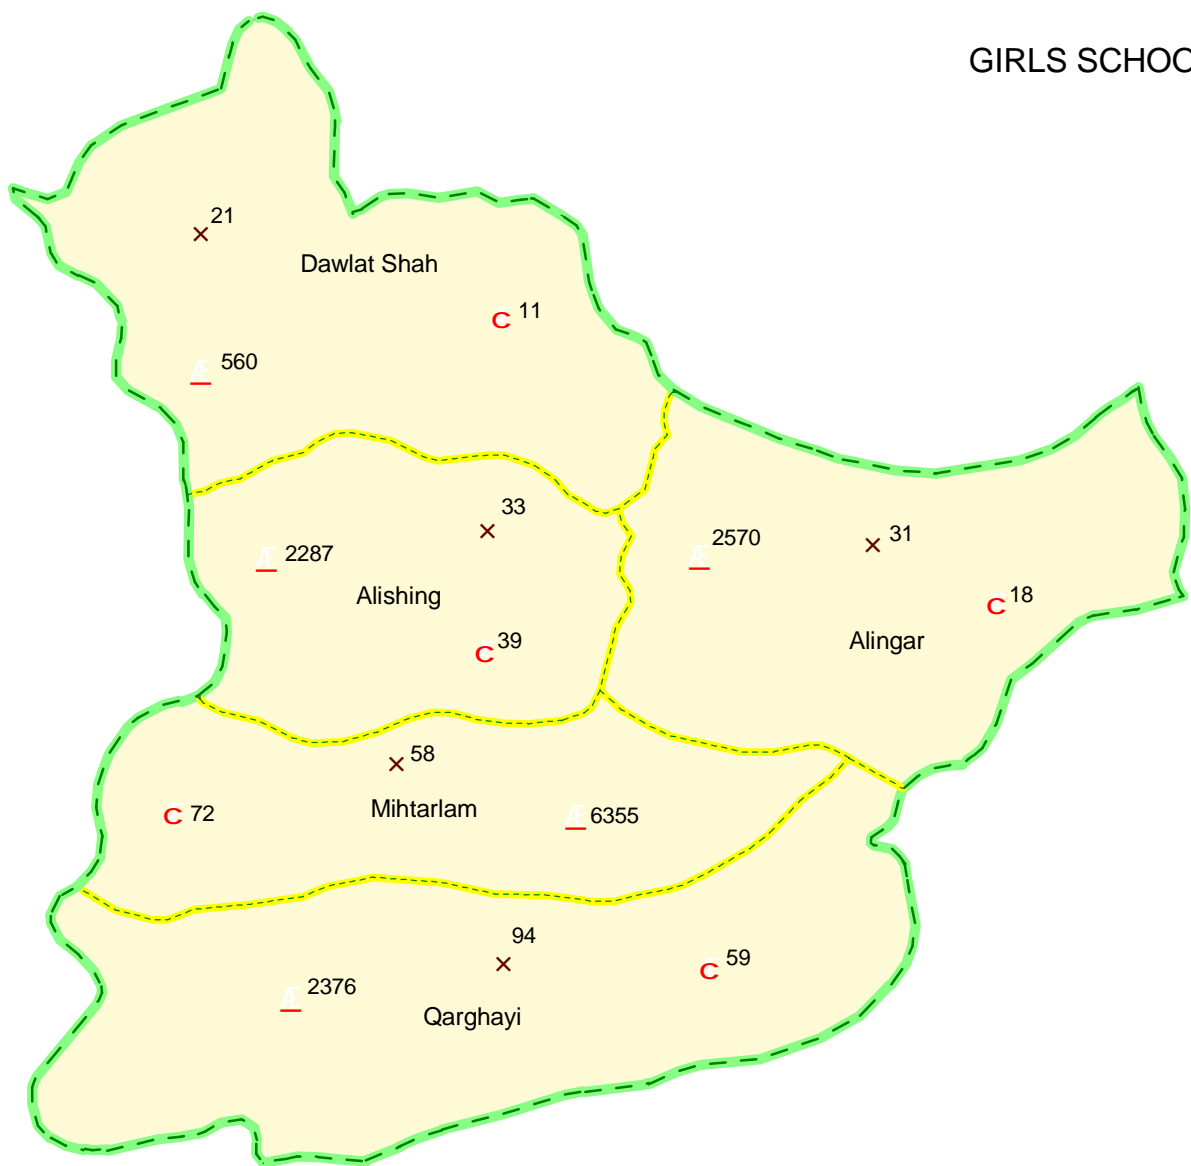 GIRLS SCHOO
21
Dawlat Shah
C 11
Æ 560
33
Æ 2287
Æ 2570
31
Alishing
C 18
C 39
Alingar
58
C 72
Mihtarlam
Æ 6355
94
C 59
Æ 2376
Qarghayi